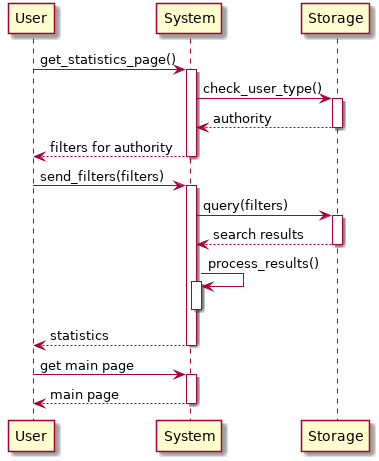 User System Storage
get_statistics_page()
check_user_type()
authority
filters for authority
send_filters(filters)
query(filters)
search results
process_results()
statistics
get main page
main page
User System Storage